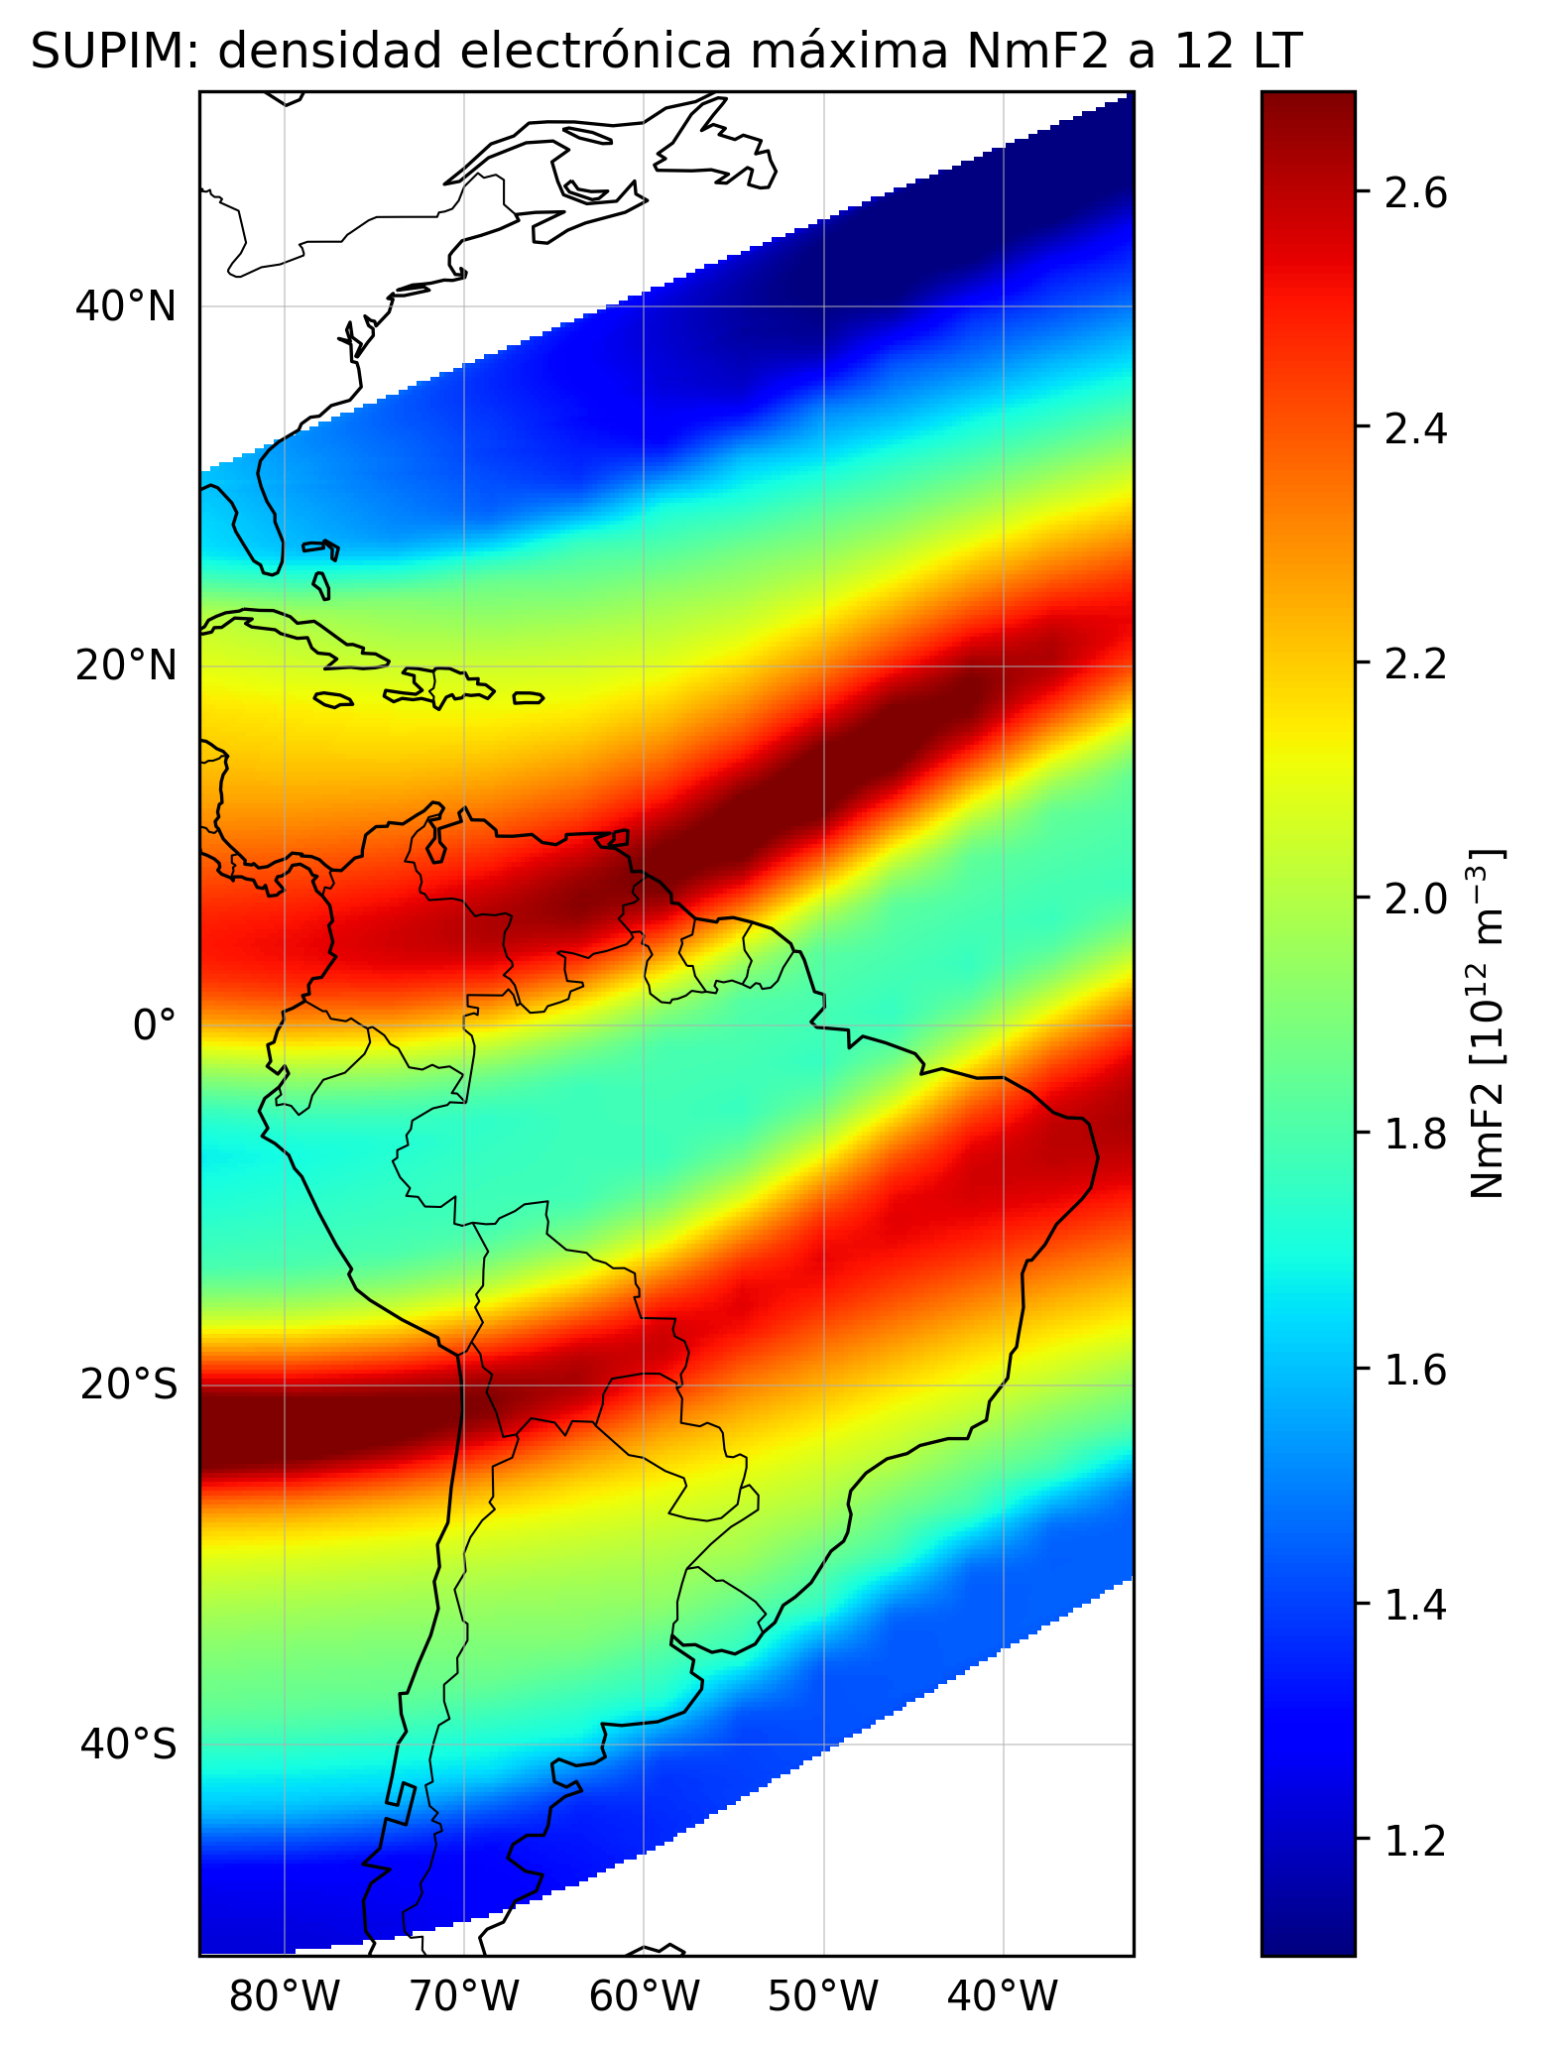 SUPIM: densidad electrónica máxima NmF2 a 12 LT
40°N
20°N
0°
20°S
40°S
80°W
70°W
60°W
50°W
40°W
2.6
2.4
2.2
2.0
1.8
1.6
1.4
1.2
NmF2 [10¹² m⁻³]